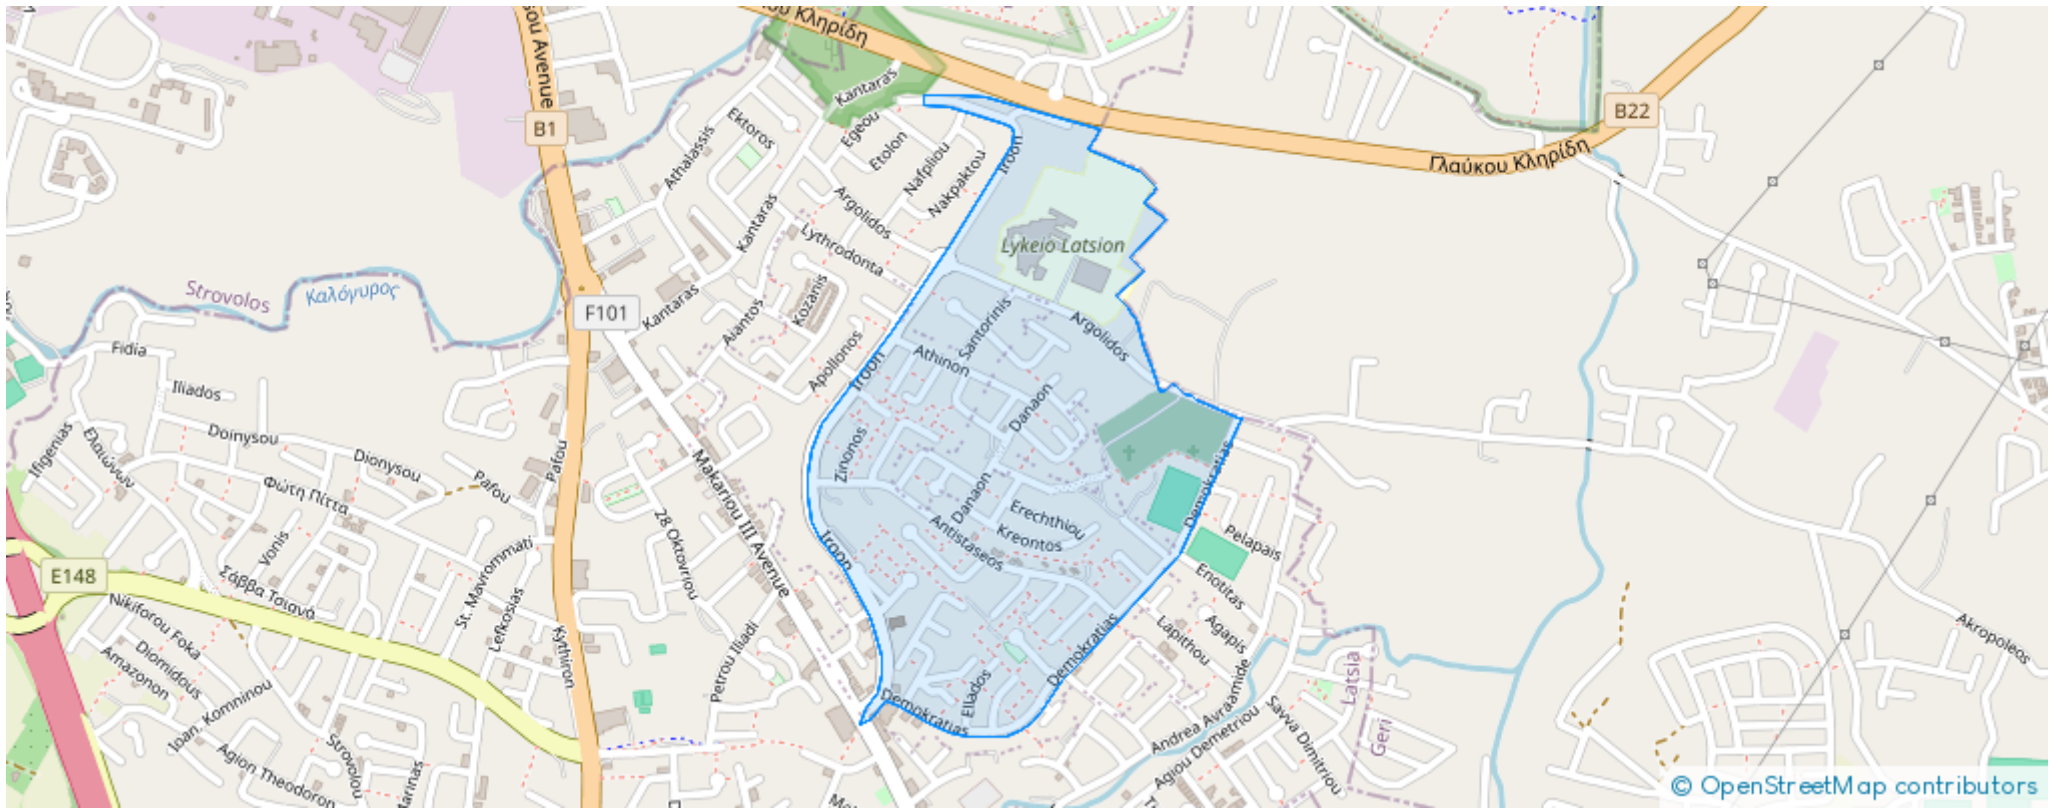 ου Κληρίδη
Kantaras
B1
B22
Γλαύκου Κληρίδη
Ektoros
Egeou
Athalassis
Etolon
Nafpliou
Nakpaktou
Iroon
Argolidos
Kantaras
Lythrodonta
Lykeio Latsion
Strovolos
Καλόγυρος
F101
Kantaras
Aiantos
Kozanis
Santorinis
Argolidos
Fidia
Apollonos
Iroon
Athinon
Iliados
Danaon
Doinysou
Ifigenias
Ελαιώνων
Dionysou
Pafou
Pafon
Zinonos
Makariou III Avenue
Demokratias
Φώτη Πίττα
Danaon
Erechthiou
Kreontos
Antistaseos
Pelapais
28 Oktovriou
Iroon
Vonis
St. Mavrommati
E148
Σάββα Τσιανά
Enotitas
Nikiforou Foka
Lefkosias
Agapis
Lapithou
Akropoleos
Diomidous
Amazonon
Kythiron
Petrou Iliadi
Demokratias
Ioan. Komninou
Demokratias
Ellados
Andrea Avraamide
Latsia
Geri
Agiou Demetriou
Savva Dimitriou
Strovolou
Agion Theodoron
© OpenStreetMap contributors